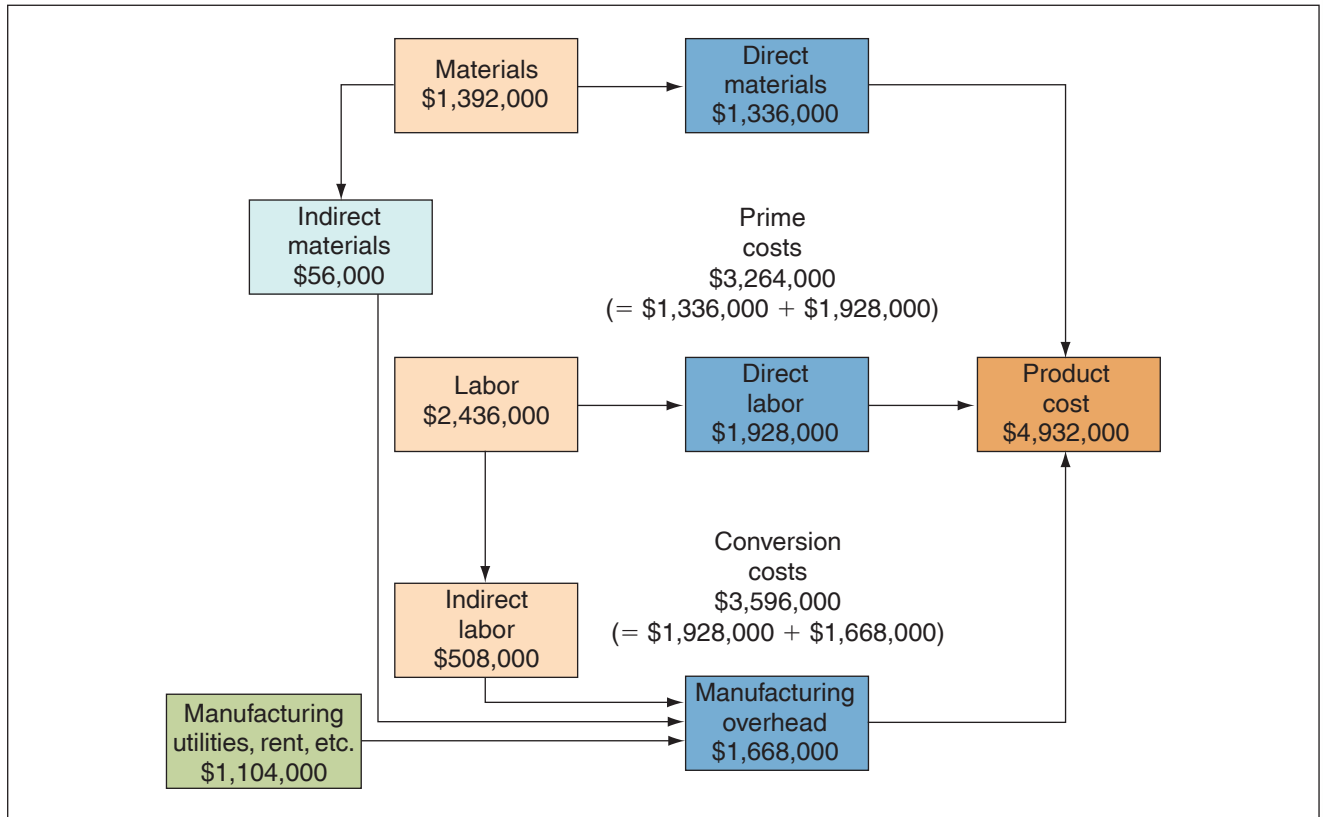 Materials
$1,392,000
Direct
materials
$1,336,000
Indirect
materials
$56,000
Prime
costs
$3,264,000
(= $1,336,000 + $1,928,000)
Labor
$2,436,000
Direct
labor
$1,928,000
Product
cost
$4,932,000
Conversion
costs
$3,596,000
(= $1,928,000 + $1,668,000)
Indirect
labor
$508,000
Manufacturing
utilities, rent, etc.
$1,104,000
Manufacturing
overhead
$1,668,000